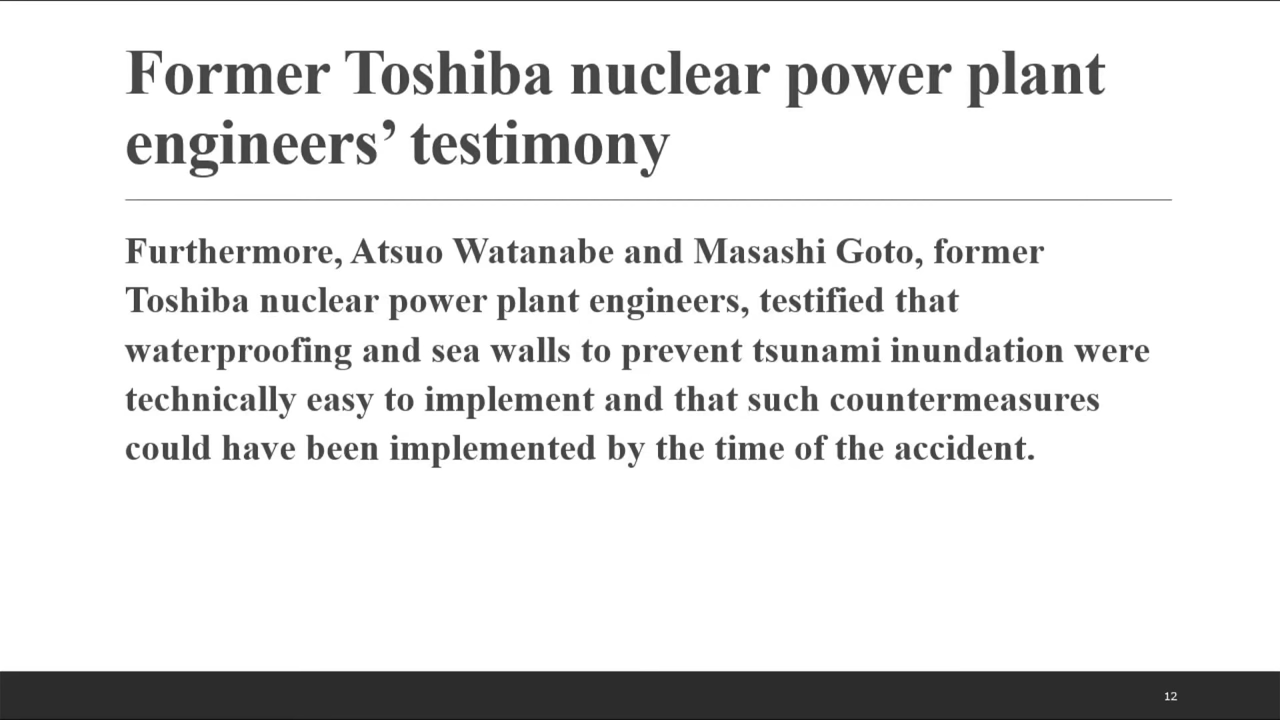 Former Toshiba nuclear power plant
engineers’ testimony
Furthermore, Atsuo Watanabe and Masashi Goto, former
Toshiba nuclear power plant engineers, testified that
waterproofing and sea walls to prevent tsunami inundation were
technically easy to implement and that such countermeasures
could have been implemented by the time of the accident.
12